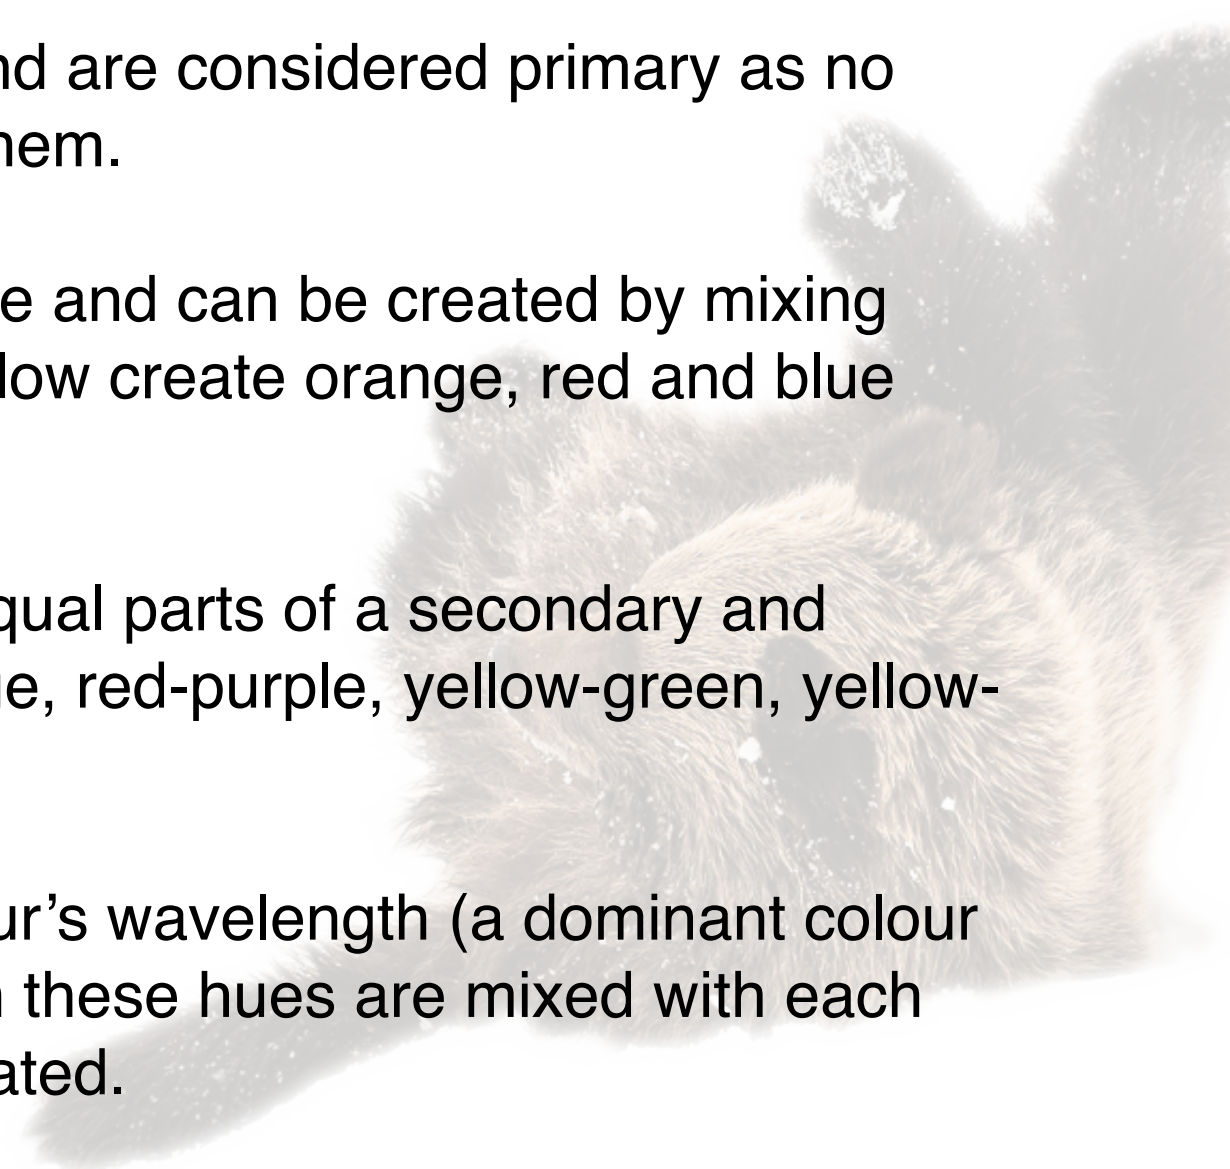 nd are considered primary as no
hem.
e and can be created by mixing
low create orange, red and blue
qual parts of a secondary and
ge, red-purple, yellow-green, yellow-
ur’s wavelength (a dominant colour
n these hues are mixed with each
ated.